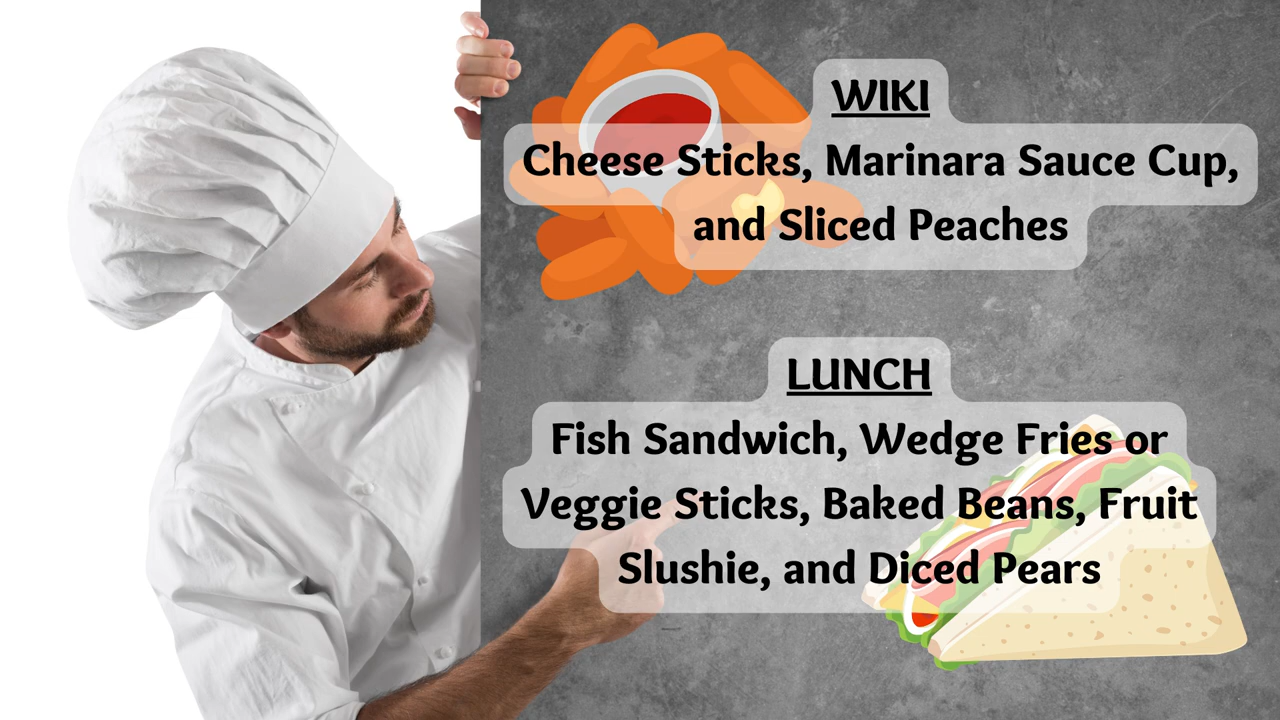 WIKI
Cheese Sticks, Marinara Sauce Cup,
and Sliced Peaches
LUNCH
Fish Sandwich, Wedge Fries or
Veggie Sticks, Baked Beans, Fruit
Slushie, and Diced Pears